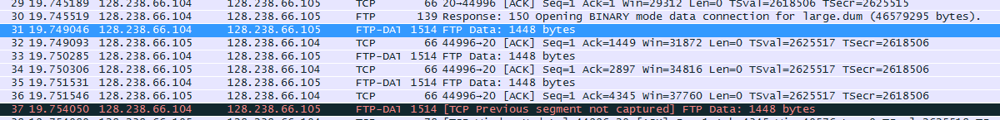 29 19.745189 128.238.66.104 128.238.66.105 TCP 66 20→44996 [ACK] Seq=1 Ack=1 Win=29312 Len=0 TSval=2618506 TSecr=2625515
30 19.745519 128.238.66.104 128.238.66.105 FTP 139 Response: 150 Opening BINARY mode data connection for large.dum (46579295 bytes).
31 19.749046 128.238.66.104 128.238.66.105 FTP-DAT 1514 FTP Data: 1448 bytes
32 19.749093 128.238.66.105 128.238.66.104 TCP 66 44996→20 [ACK] Seq=1 Ack=1449 Win=31872 Len=0 TSval=2625517 TSecr=2618506
33 19.750285 128.238.66.104 128.238.66.105 FTP-DAT 1514 FTP Data: 1448 bytes
34 19.750306 128.238.66.105 128.238.66.104 TCP 66 44996→20 [ACK] Seq=1 Ack=2897 Win=34816 Len=0 TSval=2625517 TSecr=2618506
35 19.751531 128.238.66.104 128.238.66.105 FTP-DAT 1514 FTP Data: 1448 bytes
36 19.751546 128.238.66.105 128.238.66.104 TCP 66 44996→20 [ACK] Seq=1 Ack=4345 Win=37760 Len=0 TSval=2625517 TSecr=2618506
37 19.754050 128.238.66.104 128.238.66.105 FTP-DAT 1514 [TCP Previous segment not captured] FTP Data: 1448 bytes